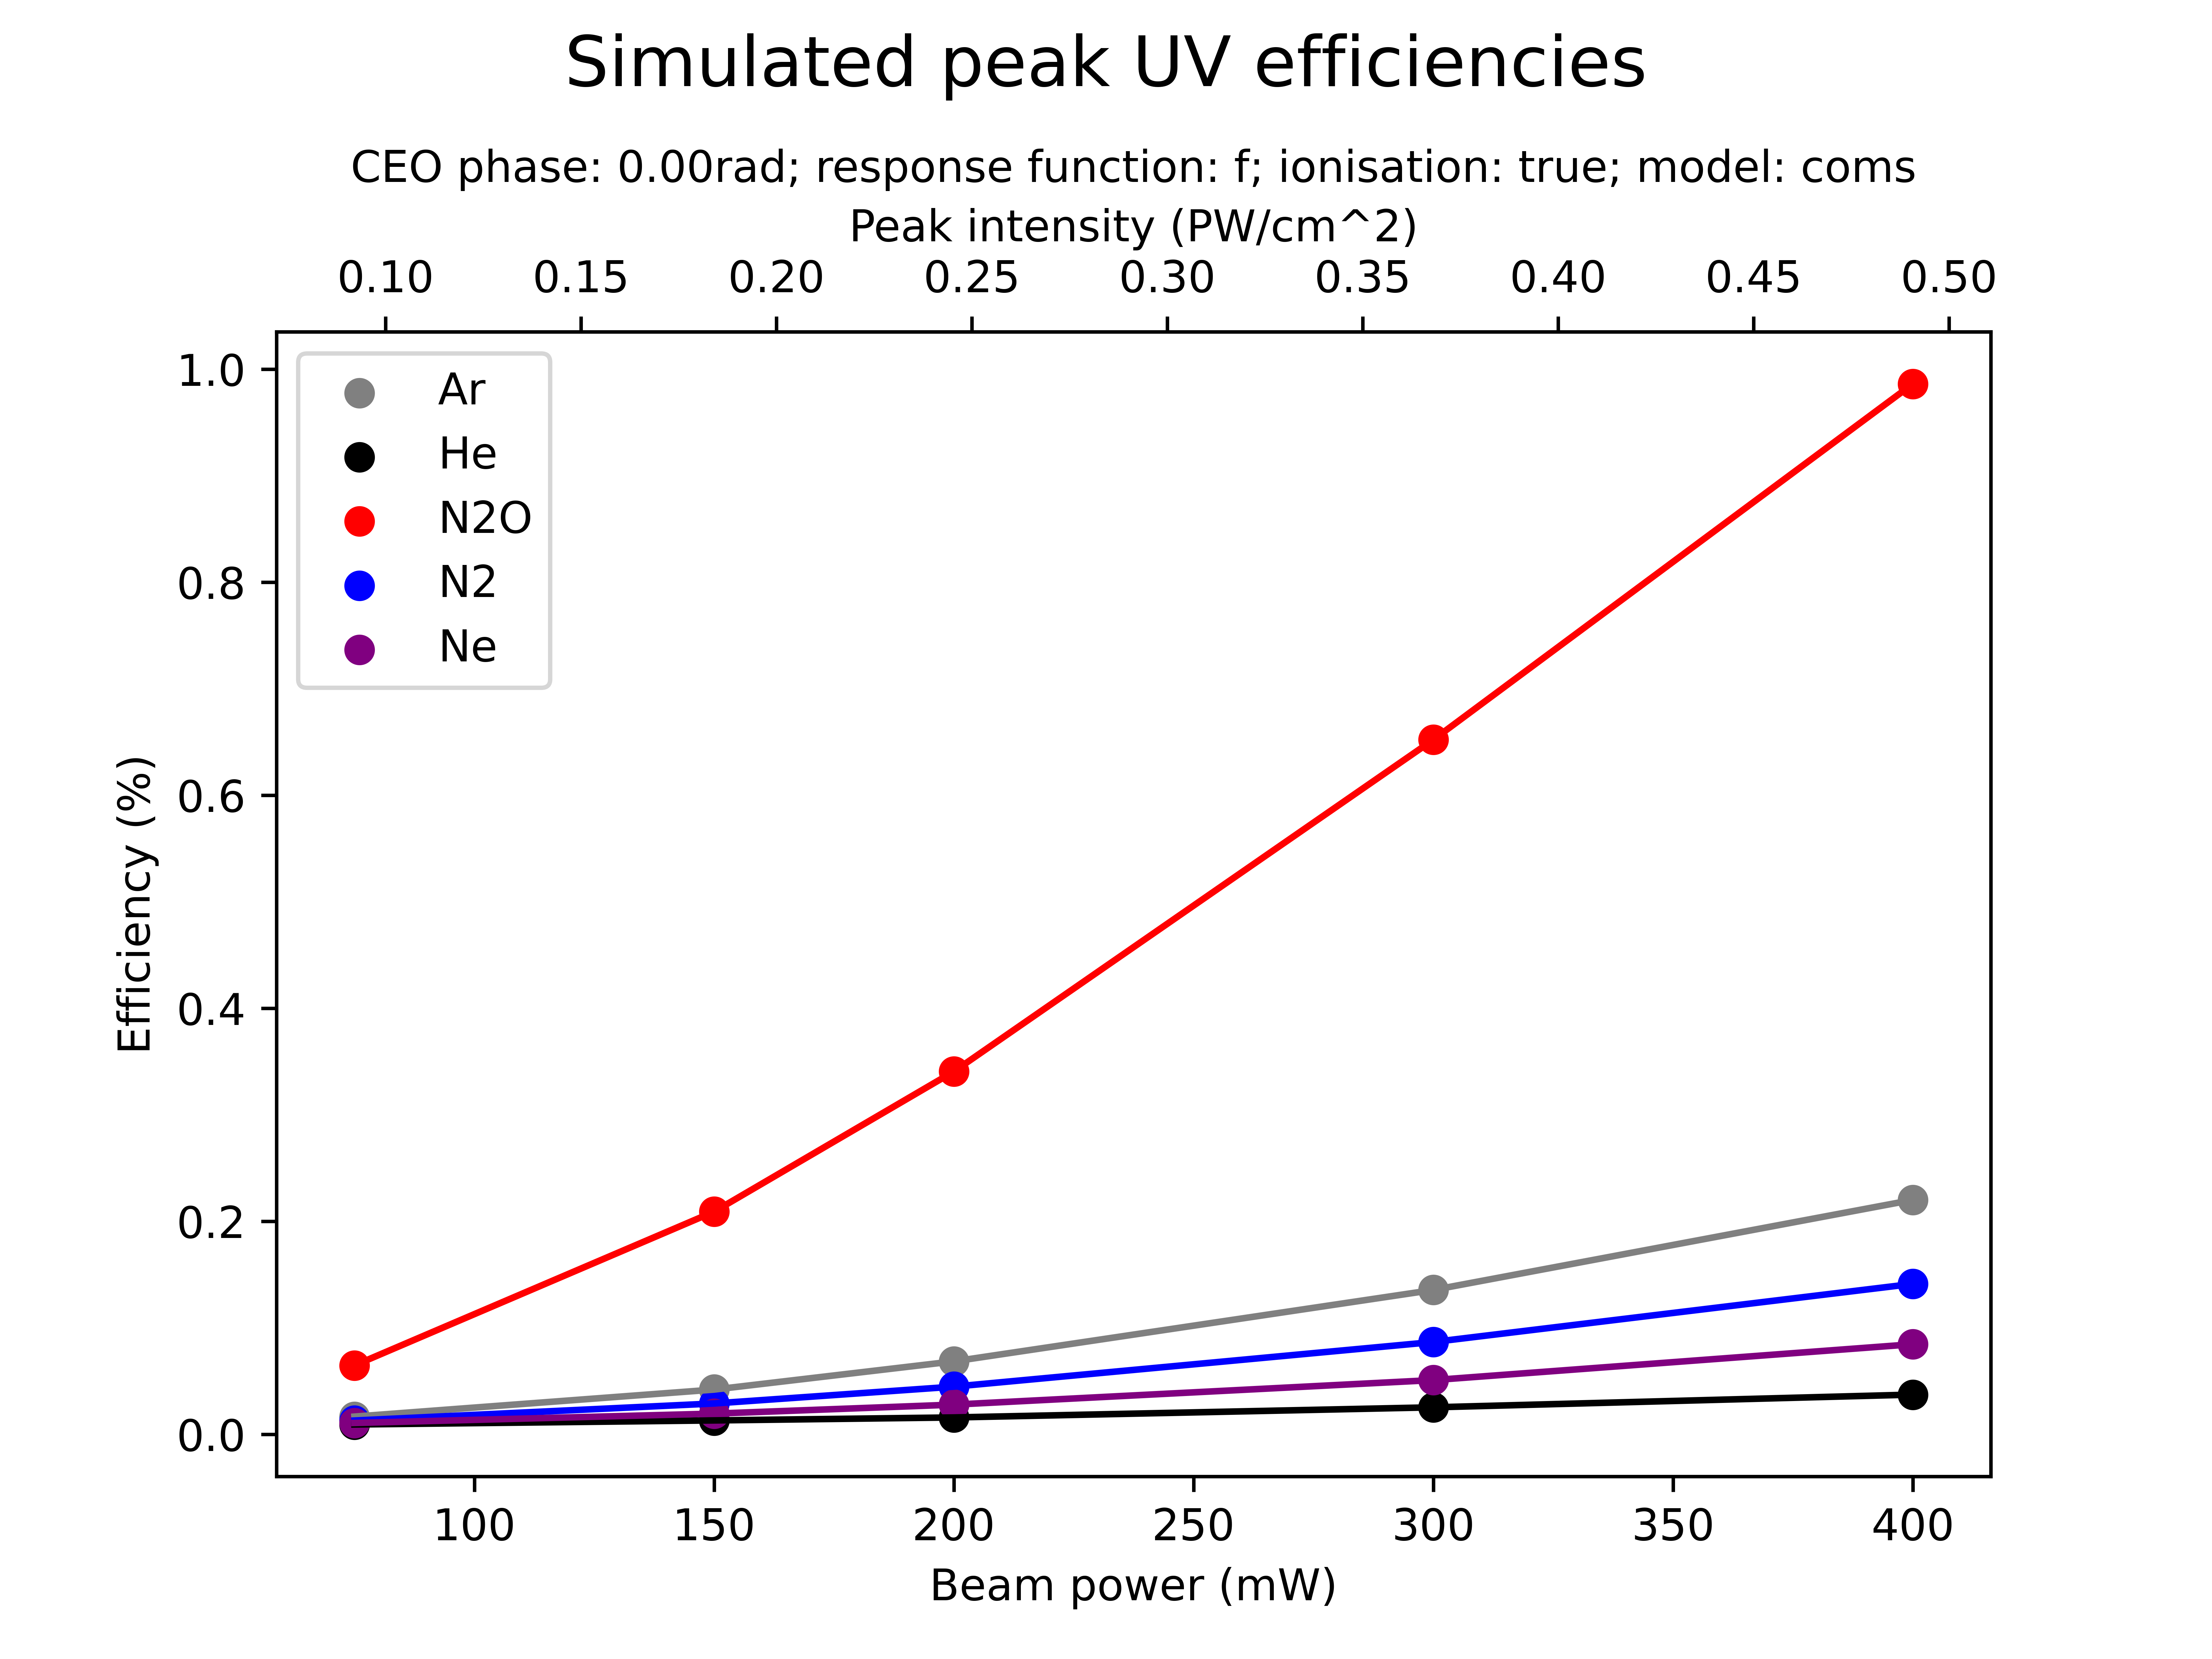 Simulated peak UV efficiencies
CEO phase: 0.00rad; response function: f; ionisation: true; model: coms
Peak intensity (PW/cm^2)
0.10 0.15 0.20 0.25 0.30 0.35 0.40 0.45 0.50
Ar
He
N2O
N2
Ne
1.0
0.8
0.6
0.4
0.2
0.0
Efficiency (%)
100 150 200 250 300 350 400
Beam power (mW)